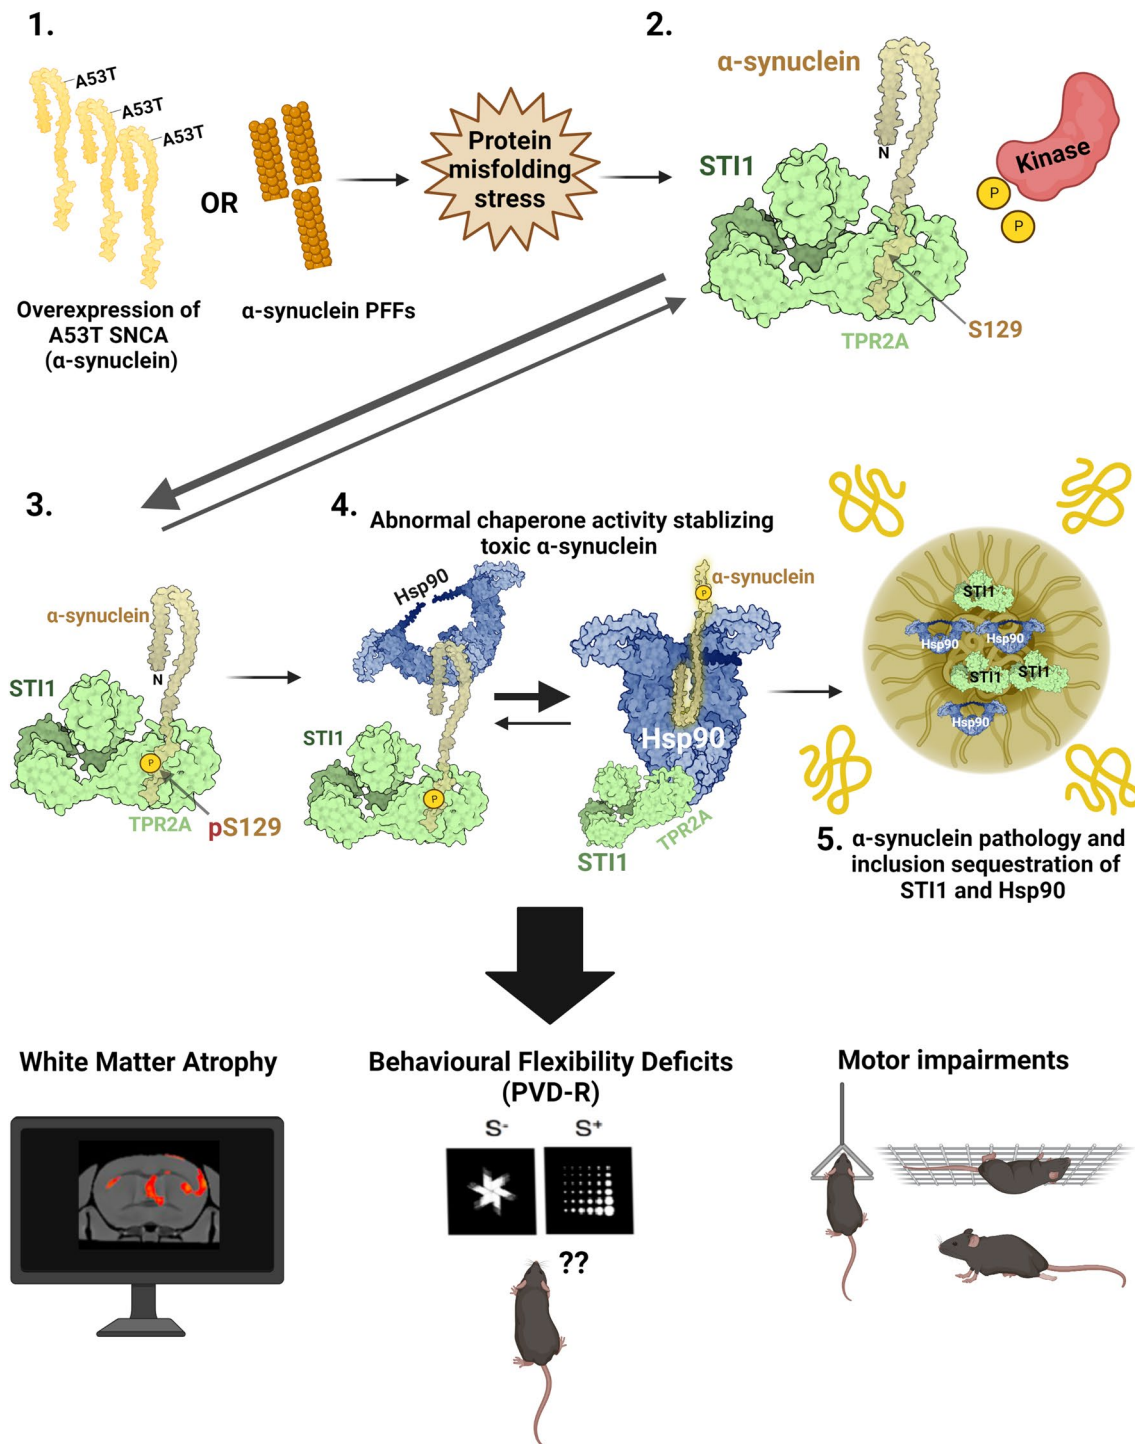 1.
A53T
A53T
A53T
OR
Protein
misfolding
stress
Overexpression of
A53T SNCA
(α-synuclein)
α-synuclein PFFs
2.
α-synuclein
N
STI1
Kinase
P
P
S129
TPR2A
3.
α-synuclein
N
STI1
P
TPR2A
pS129
4.
Abnormal chaperone activity stablizing
toxic α-synuclein
Hsp90
STI1
P
α-synuclein
P
Hsp90
TPR2A
STI1
STI1
Hsp90
Hsp90
STI1
STI1
Hsp90
5. α-synuclein pathology and
inclusion sequestration of
STI1 and Hsp90
White Matter Atrophy
Behavioural Flexibility Deficits
(PVD-R)
S-
S+
??
Motor impairments